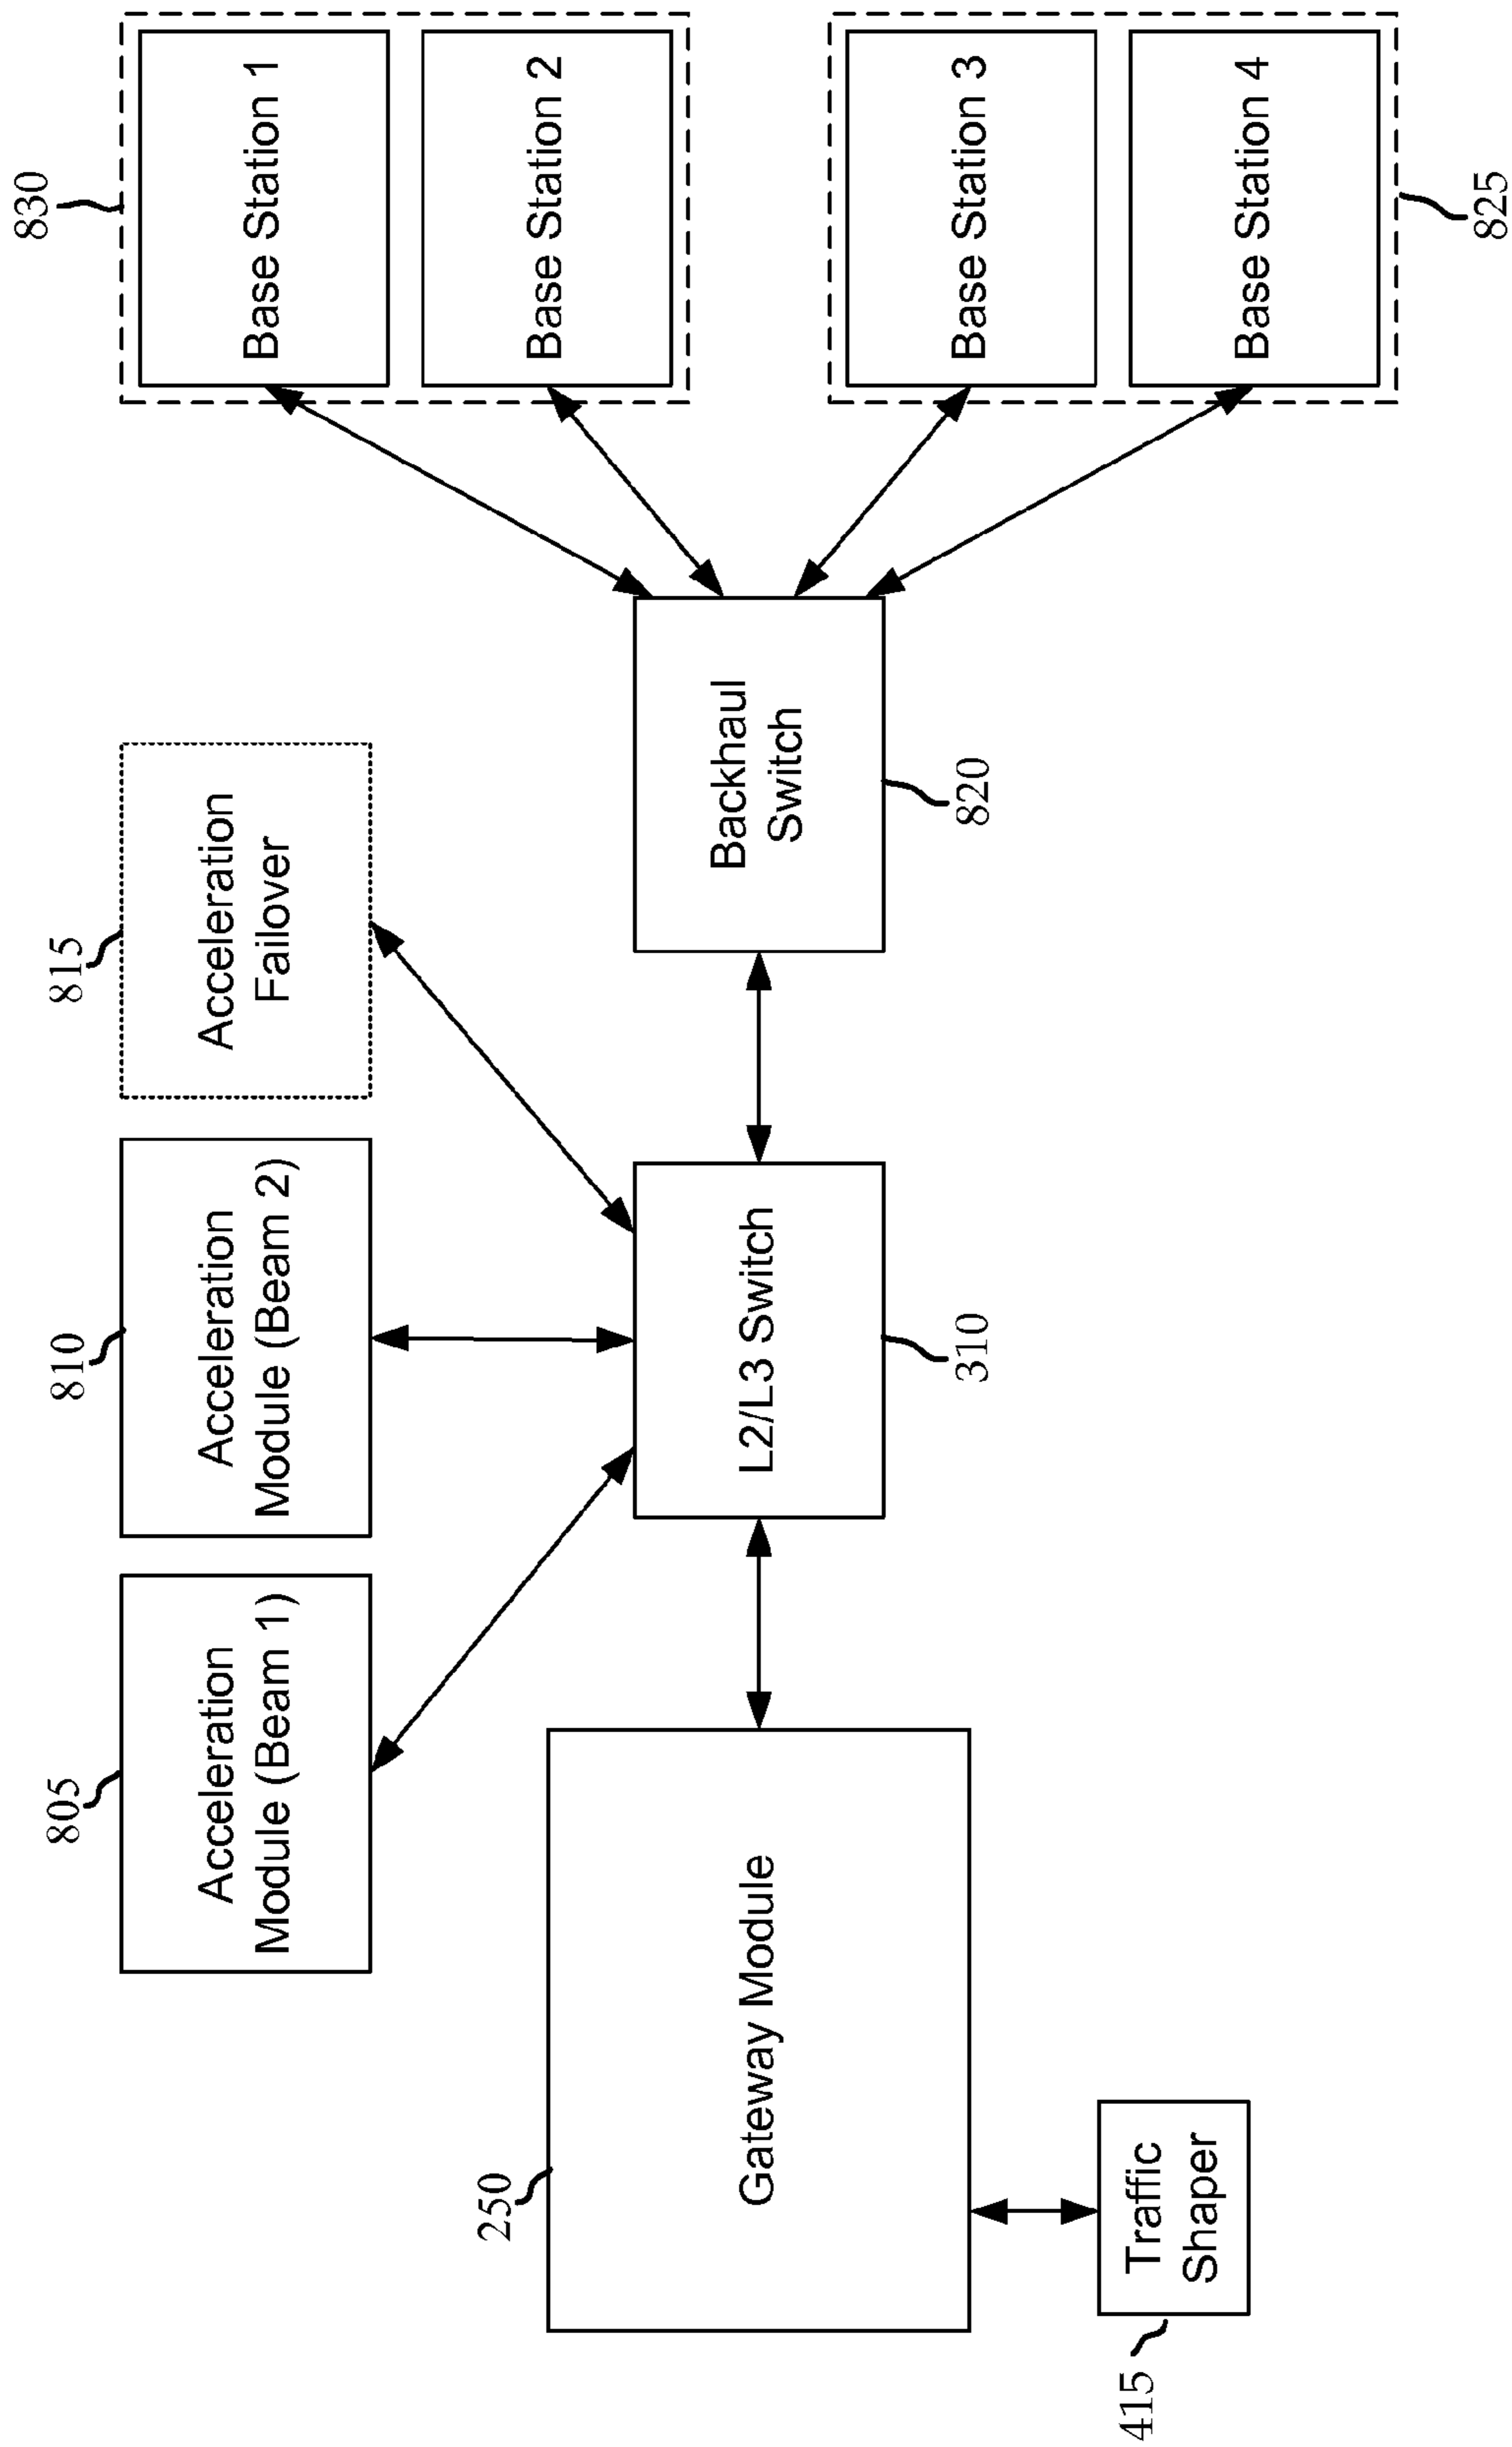 805
Acceleration
Module (Beam 1)
810
Acceleration
Module (Beam 2)
815
Acceleration
Failover
830
Base Station 1
Base Station 2
250
Gateway Module
L2/L3 Switch
310
Backhaul
Switch
820
Base Station 3
Base Station 4
825
415
Traffic
Shaper